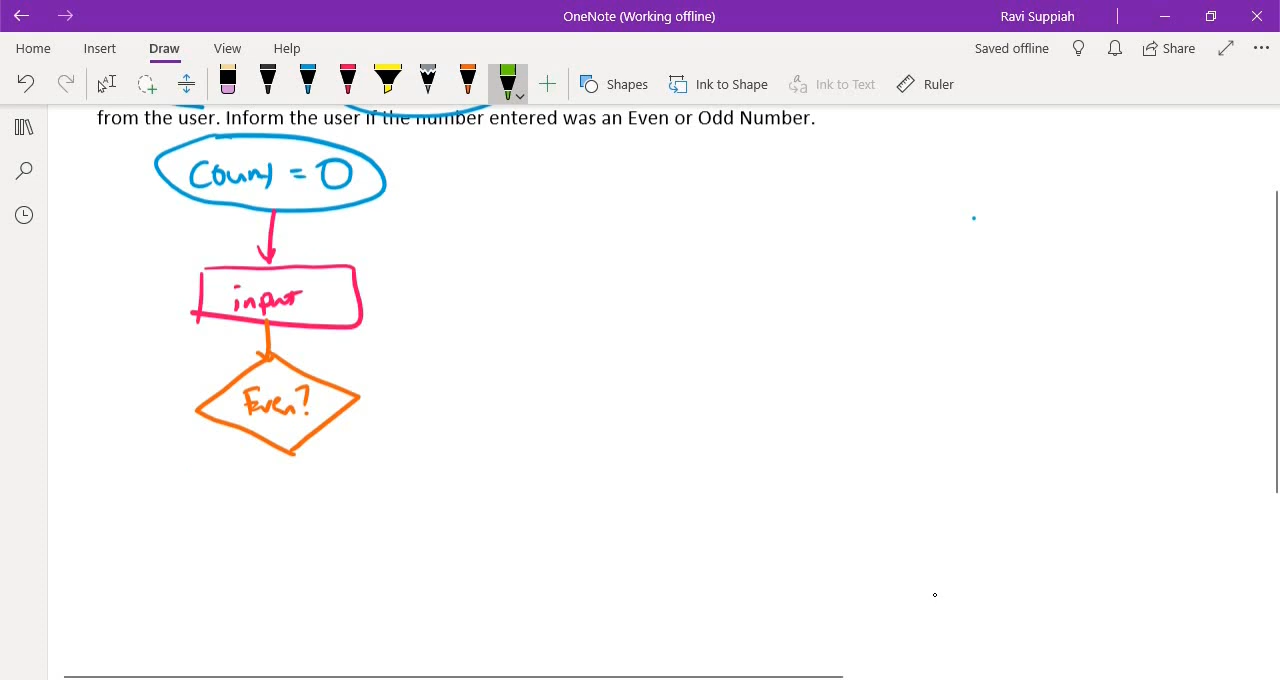 OneNote (Working offline)
Ravi Suppiah
Home Insert Draw View Help
Saved offline
Share
Shapes
Ink to Shape
Ink to Text
Ruler
from the user. Inform the user if the number entered was an Even or Odd Number.
Count = 0
input
Even?